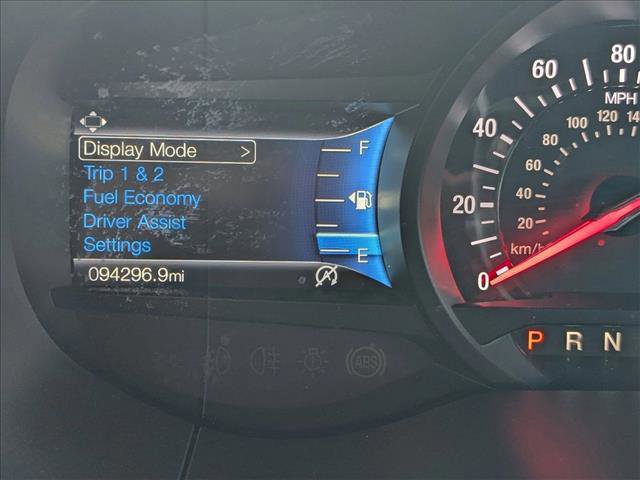 Display Mode >
Trip 1 & 2
Fuel Economy
Driver Assist
Settings
094296.9mi
F
E
0
20
40
60
80
MPH
20
40
60
80
100
120
km/h
P R N
ABS